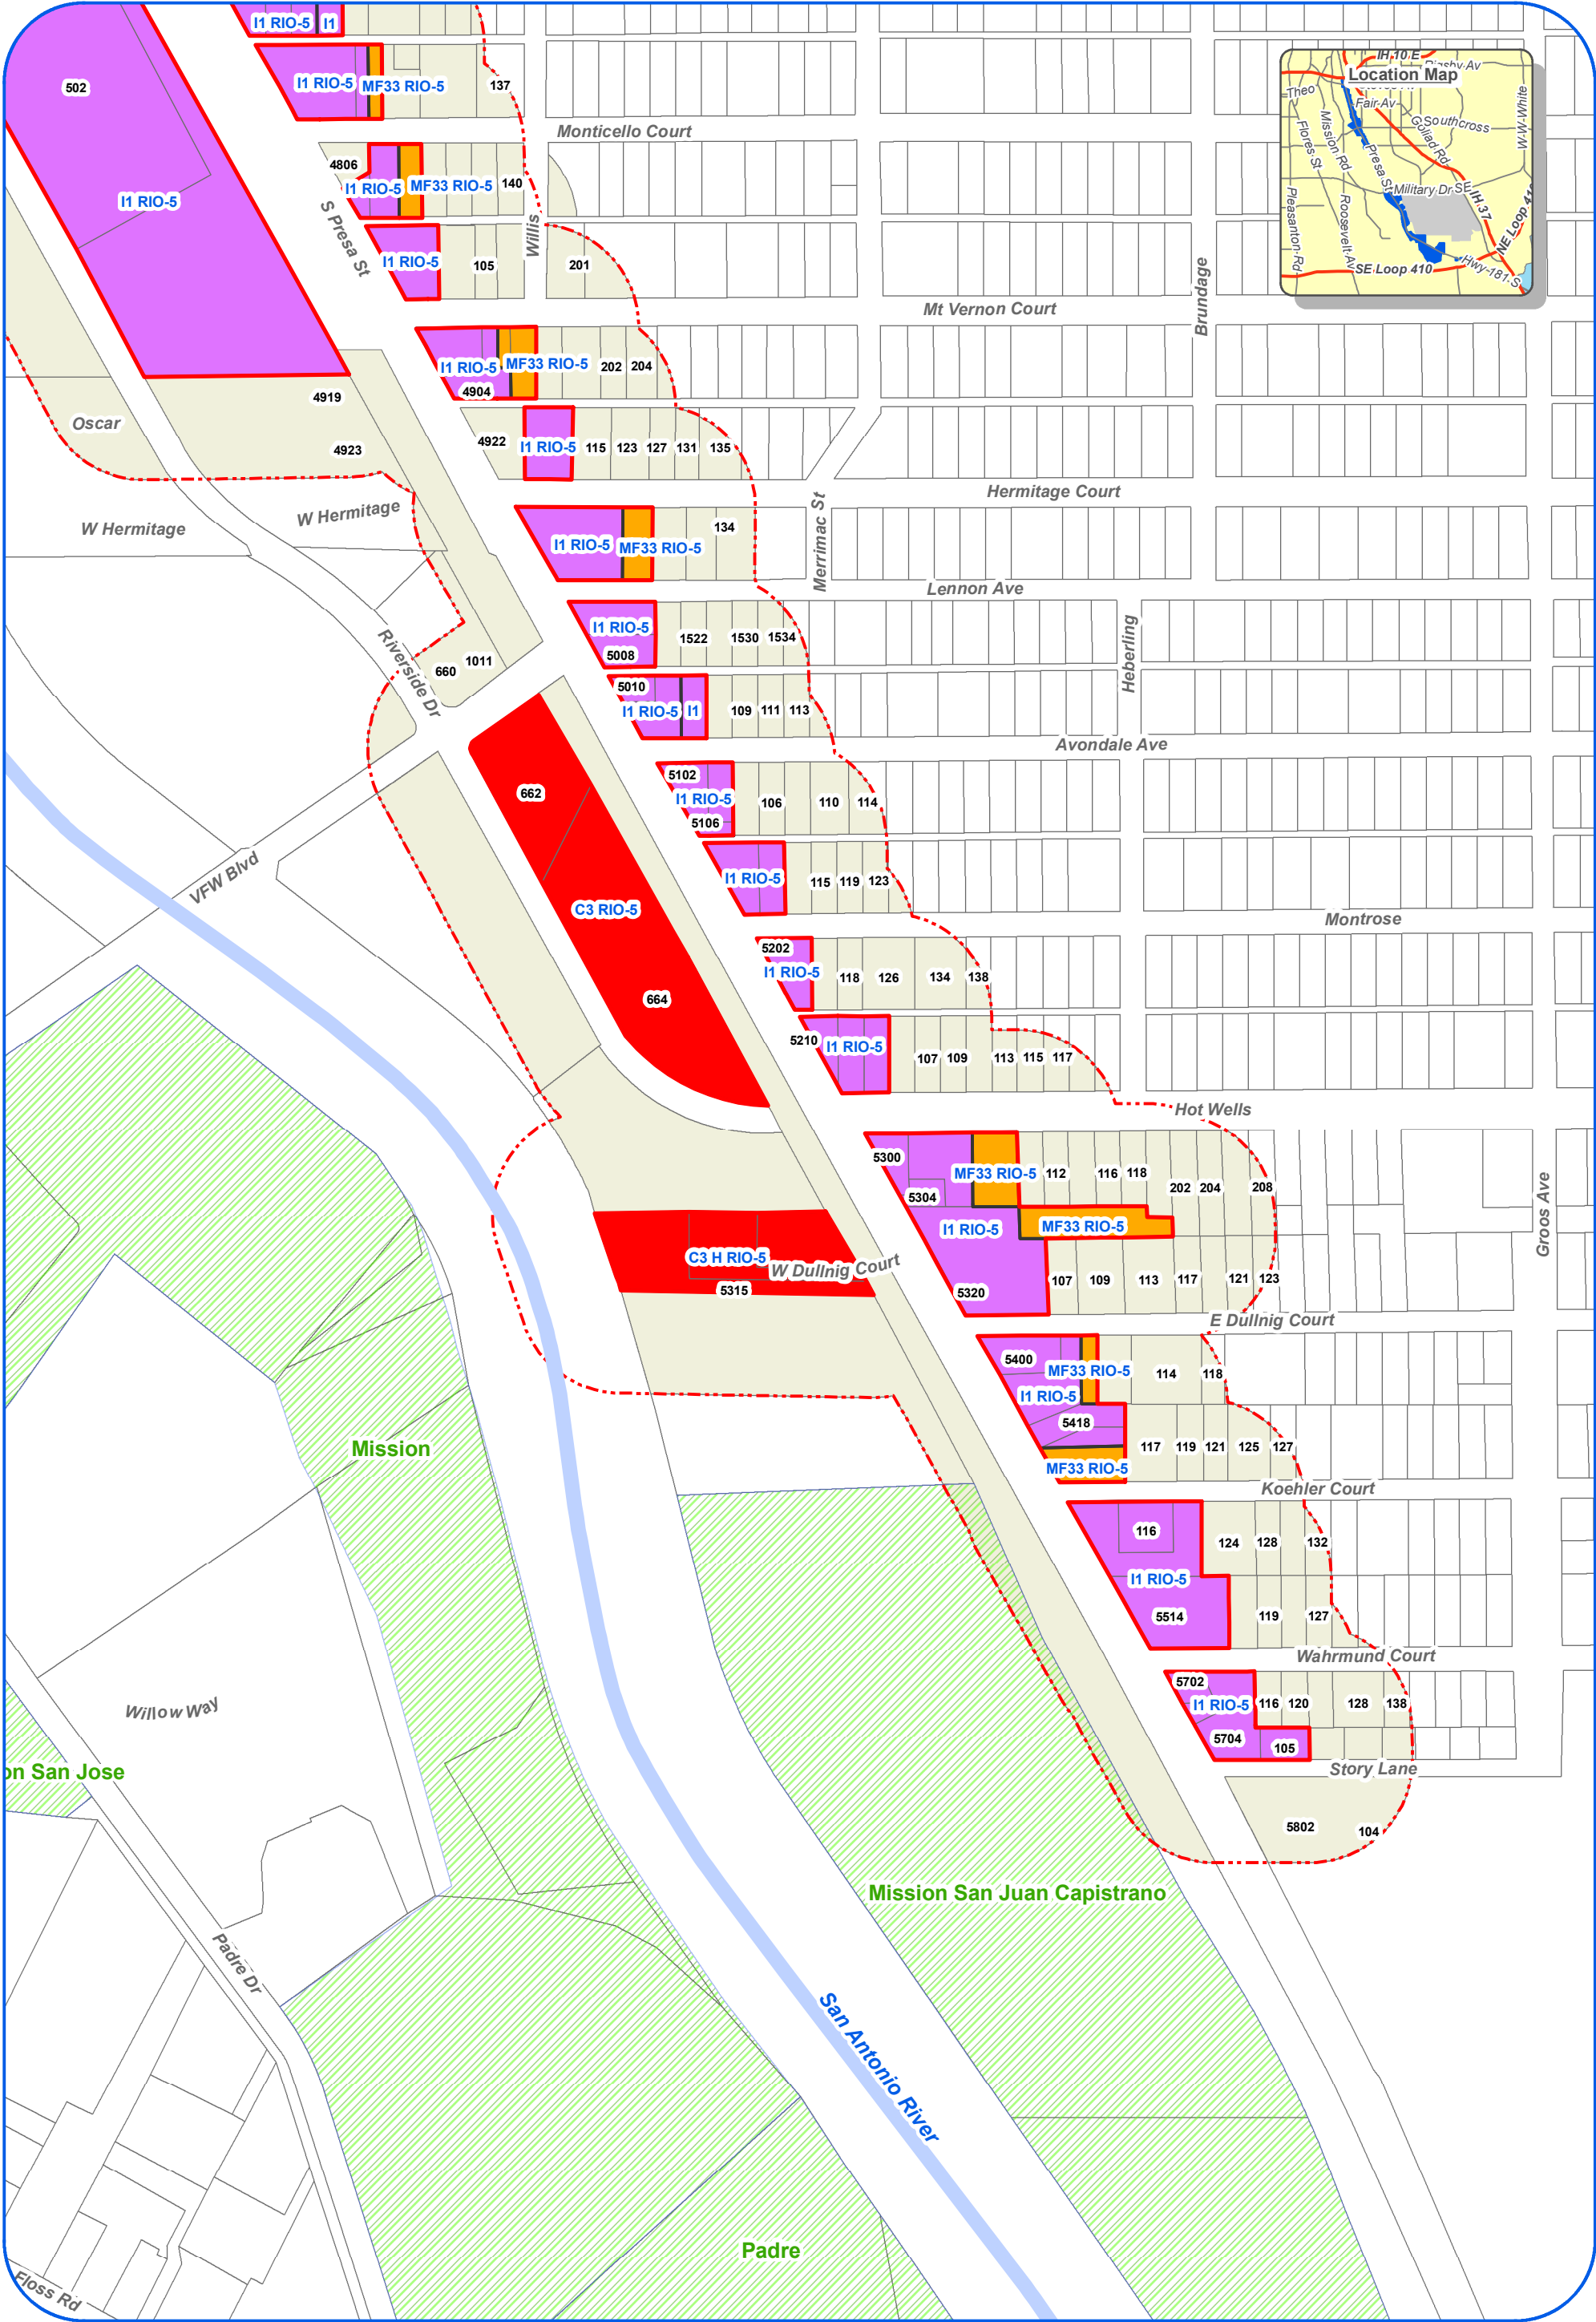 I1 RIO-5
I1
502
I1 RIO-5
MF33 RIO-5
137
IH 10 E
Rigsby Av
Location Map
Theo
Fair Av
Southcross
Goliad Rd
W-W-White
Flores St
Mission Rd
Presa St
Military Dr SE
IH 37
Pleasanton Rd
Roosevelt Av
NE Loop 410
SE Loop 410
Hwy 181 S
Monticello Court
4806
I1 RIO-5
MF33 RIO-5
140
I1 RIO-5
S Presa St
Willis
I1 RIO-5
105
201
Brundage
Mt Vernon Court
I1 RIO-5
MF33 RIO-5
202
204
4904
4919
Oscar
4923
4922
I1 RIO-5
115
123
127
131
135
Hermitage Court
W Hermitage
W Hermitage
134
I1 RIO-5
MF33 RIO-5
Merrimac St
Lennon Ave
I1 RIO-5
5008
1522
1530
1534
Heberling
Riverside Dr
660
1011
5010
I1 RIO-5
I1
109
111
113
Avondale Ave
662
5102
I1 RIO-5
5106
106
110
114
VFW Blvd
I1 RIO-5
115
119
123
C3 RIO-5
Montrose
5202
I1 RIO-5
118
126
134
138
664
5210
I1 RIO-5
107
109
113
115
117
Hot Wells
5300
MF33 RIO-5
112
116
118
202
204
208
5304
I1 RIO-5
MF33 RIO-5
Groos Ave
C3 H RIO-5
W Dullnig Court
5315
5320
107
109
113
117
121
123
E Dullnig Court
5400
MF33 RIO-5
114
118
I1 RIO-5
5418
117
119
121
125
127
MF33 RIO-5
Mission
Koehler Court
116
124
128
132
I1 RIO-5
5514
119
127
Wahrmund Court
5702
I1 RIO-5
116
120
128
138
5704
105
Willow Way
on San Jose
Story Lane
5802
104
Mission San Juan Capistrano
Padre Dr
San Antonio River
Padre
Floss Rd